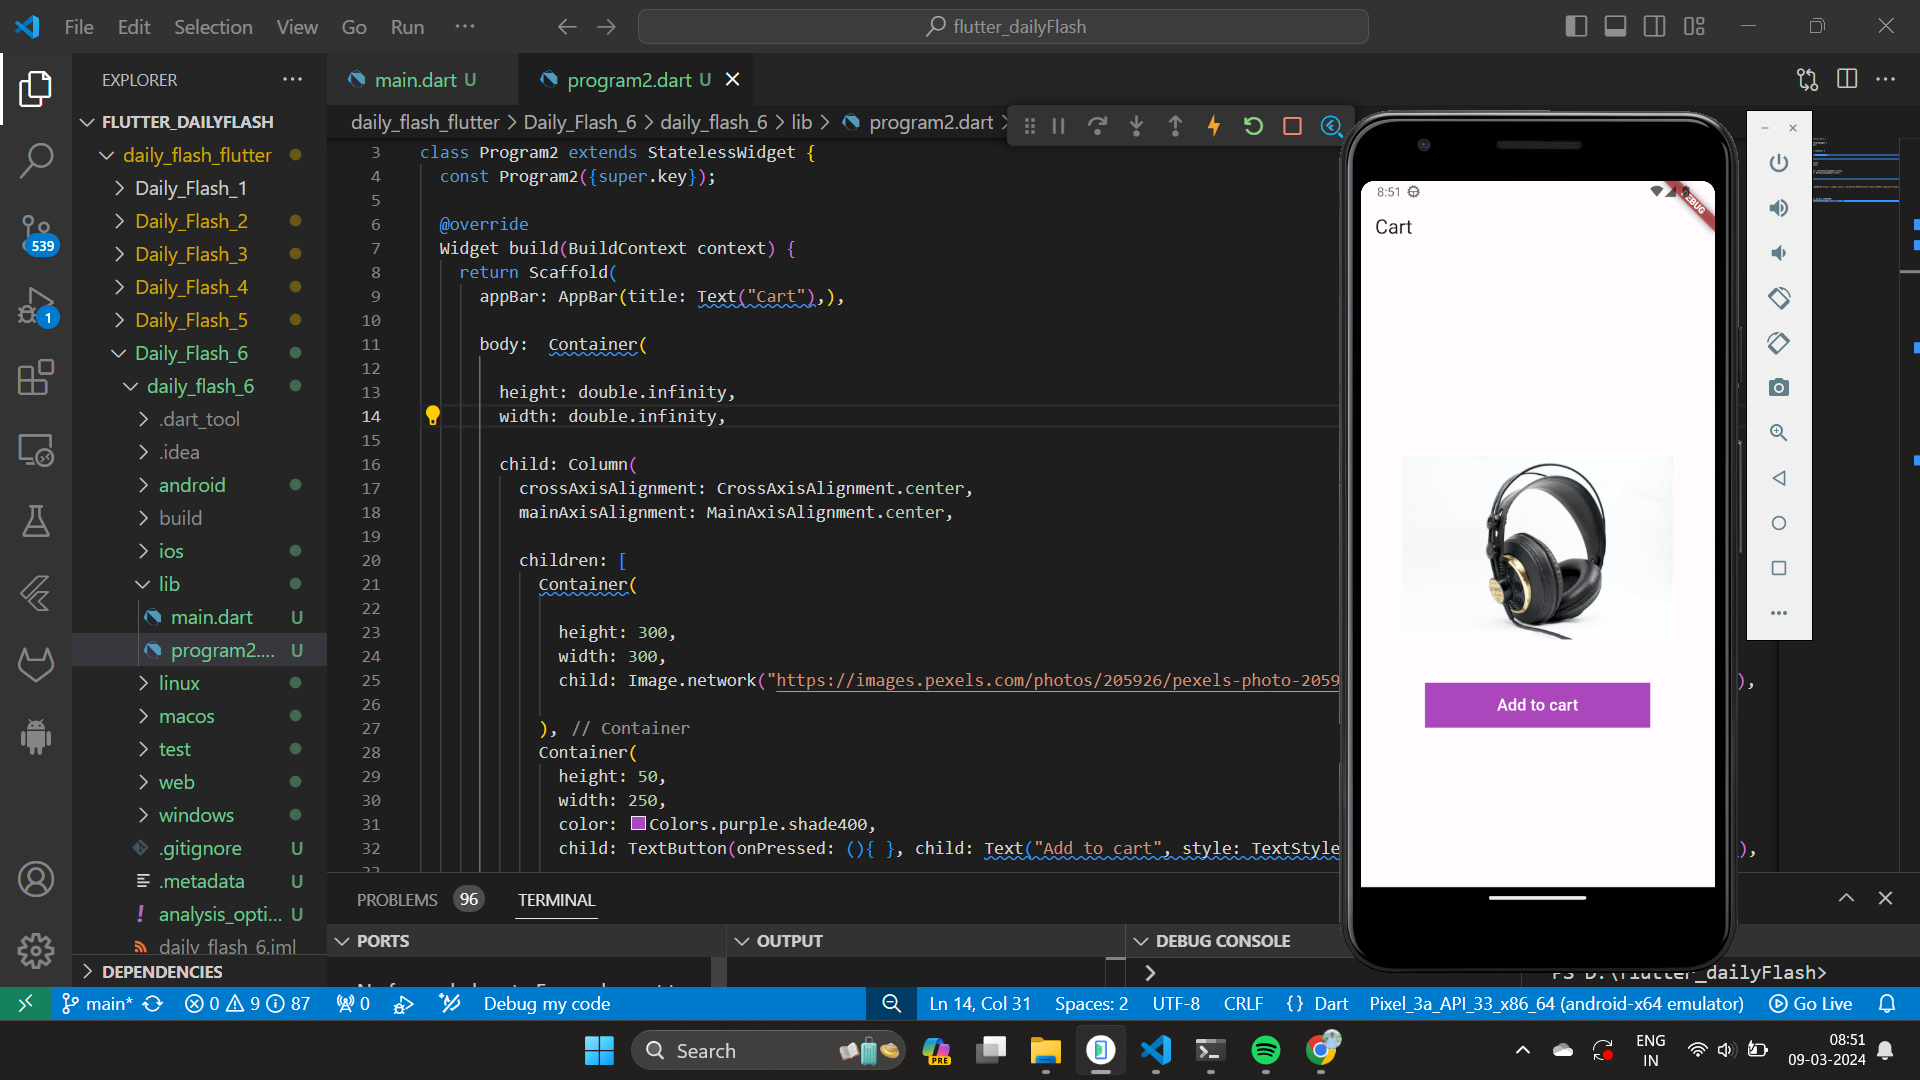 File Edit Selection View Go Run ···
flutter_dailyFlash
EXPLORER
FLUTTER_DAILYFLASH
daily_flash_flutter
Daily_Flash_1
Daily_Flash_2
Daily_Flash_3
Daily_Flash_4
Daily_Flash_5
Daily_Flash_6
daily_flash_6
.dart_tool
.idea
android
build
ios
lib
main.dart U
program2.... U
linux
macos
test
web
windows
.gitignore U
.metadata U
analysis_opti... U
daily_flash_6.iml
DEPENDENCIES
539
1
main.dart U
program2.dart U
daily_flash_flutter > Daily_Flash_6 > daily_flash_6 > lib > program2.dart >
3 class Program2 extends StatelessWidget {
4 const Program2({super.key});
5
6 @override
7 Widget build(BuildContext context) {
8 return Scaffold(
9 appBar: AppBar(title: Text("Cart"),),
10
11 body:  Container(
12
13 height: double.infinity,
14 width: double.infinity,
15
16 child: Column(
17 crossAxisAlignment: CrossAxisAlignment.center,
18 mainAxisAlignment: MainAxisAlignment.center,
19
20 children: [
21 Container(
22
23 height: 300,
24 width: 300,
25 child: Image.network("https://images.pexels.com/photos/205926/pexels-photo-2059 ),
26
27 ), // Container
28 Container(
29 height: 50,
30 width: 250,
31 color: Colors.purple.shade400,
32 child: TextButton(onPressed: (){ }, child: Text("Add to cart", style: TextStyle ),
8:51
DEBUG
Cart
Add to cart
PROBLEMS 96 TERMINAL
PORTS
OUTPUT
DEBUG CONSOLE
PS D:\flutter_dailyFlash>
main* 0 9 87 0 Debug my code Ln 14, Col 31 Spaces: 2 UTF-8 CRLF {} Dart Pixel_3a_API_33_x86_64 (android-x64 emulator) Go Live
Search
PRE
ENG
IN
08:51
09-03-2024